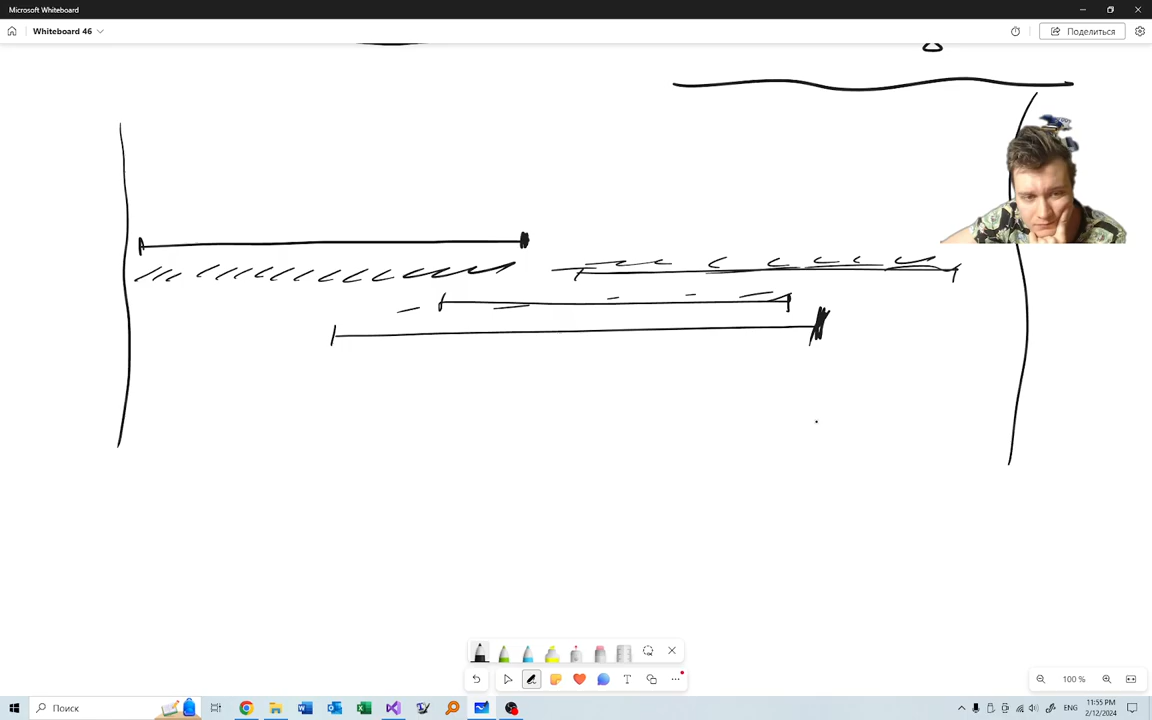 Microsoft Whiteboard
Whiteboard 46
Поделиться
100 %
Поиск
ENG
11:55 PM
2/12/2024